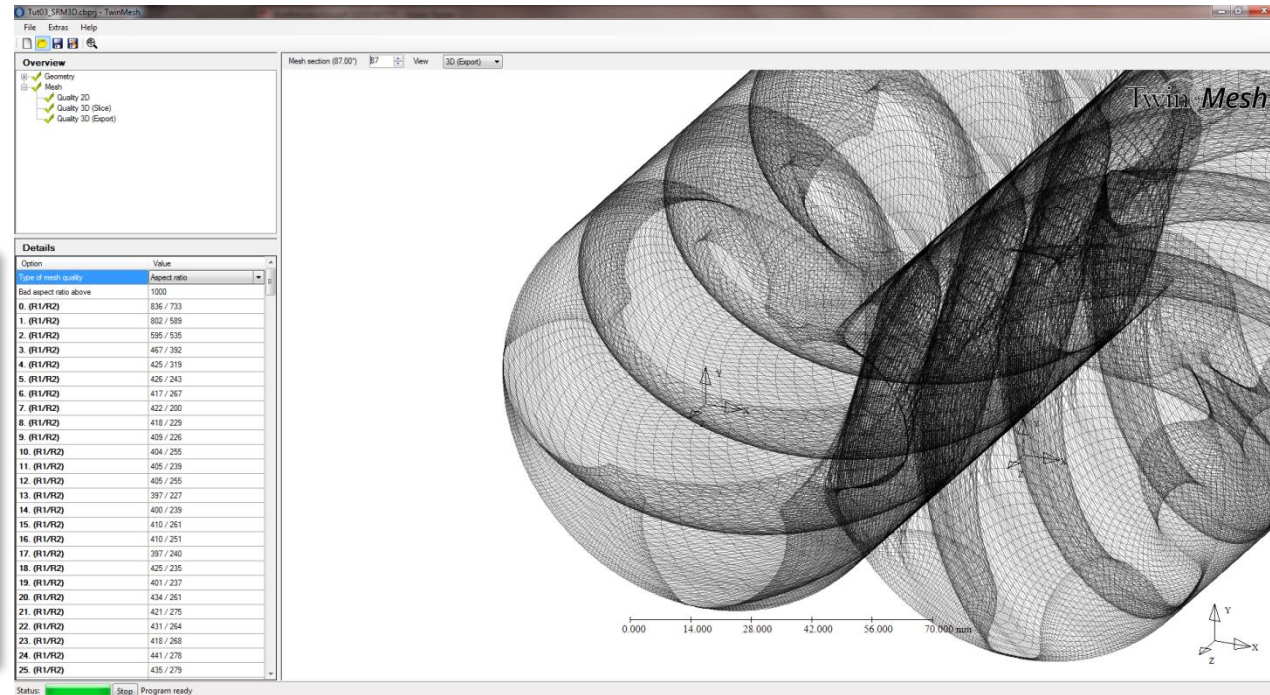 Tut03_SRM3D.cbprj - TwinMesh
File Extras Help
Overview
Geometry
Mesh
Quality 2D
Quality 3D (Slice)
Quality 3D (Export)
Mesh section (87.00°) 87 View 3D (Export)
Twin Mesh
Details
Option Value
Type of mesh quality Aspect ratio
Bad aspect ratio above 1000
0. (R1/R2) 836 / 733
1. (R1/R2) 802 / 589
2. (R1/R2) 595 / 535
3. (R1/R2) 467 / 392
4. (R1/R2) 425 / 319
5. (R1/R2) 426 / 243
6. (R1/R2) 417 / 267
7. (R1/R2) 422 / 200
8. (R1/R2) 418 / 229
9. (R1/R2) 409 / 226
10. (R1/R2) 404 / 255
11. (R1/R2) 405 / 239
12. (R1/R2) 405 / 255
13. (R1/R2) 397 / 227
14. (R1/R2) 400 / 239
15. (R1/R2) 410 / 261
16. (R1/R2) 410 / 251
17. (R1/R2) 397 / 240
18. (R1/R2) 425 / 235
19. (R1/R2) 401 / 237
20. (R1/R2) 434 / 261
21. (R1/R2) 421 / 275
22. (R1/R2) 431 / 264
23. (R1/R2) 418 / 268
24. (R1/R2) 441 / 278
25. (R1/R2) 435 / 279
Y
X
0.000 14.000 28.000 42.000 56.000 70.000 mm
Y
X
Z
Status: Stop Program ready